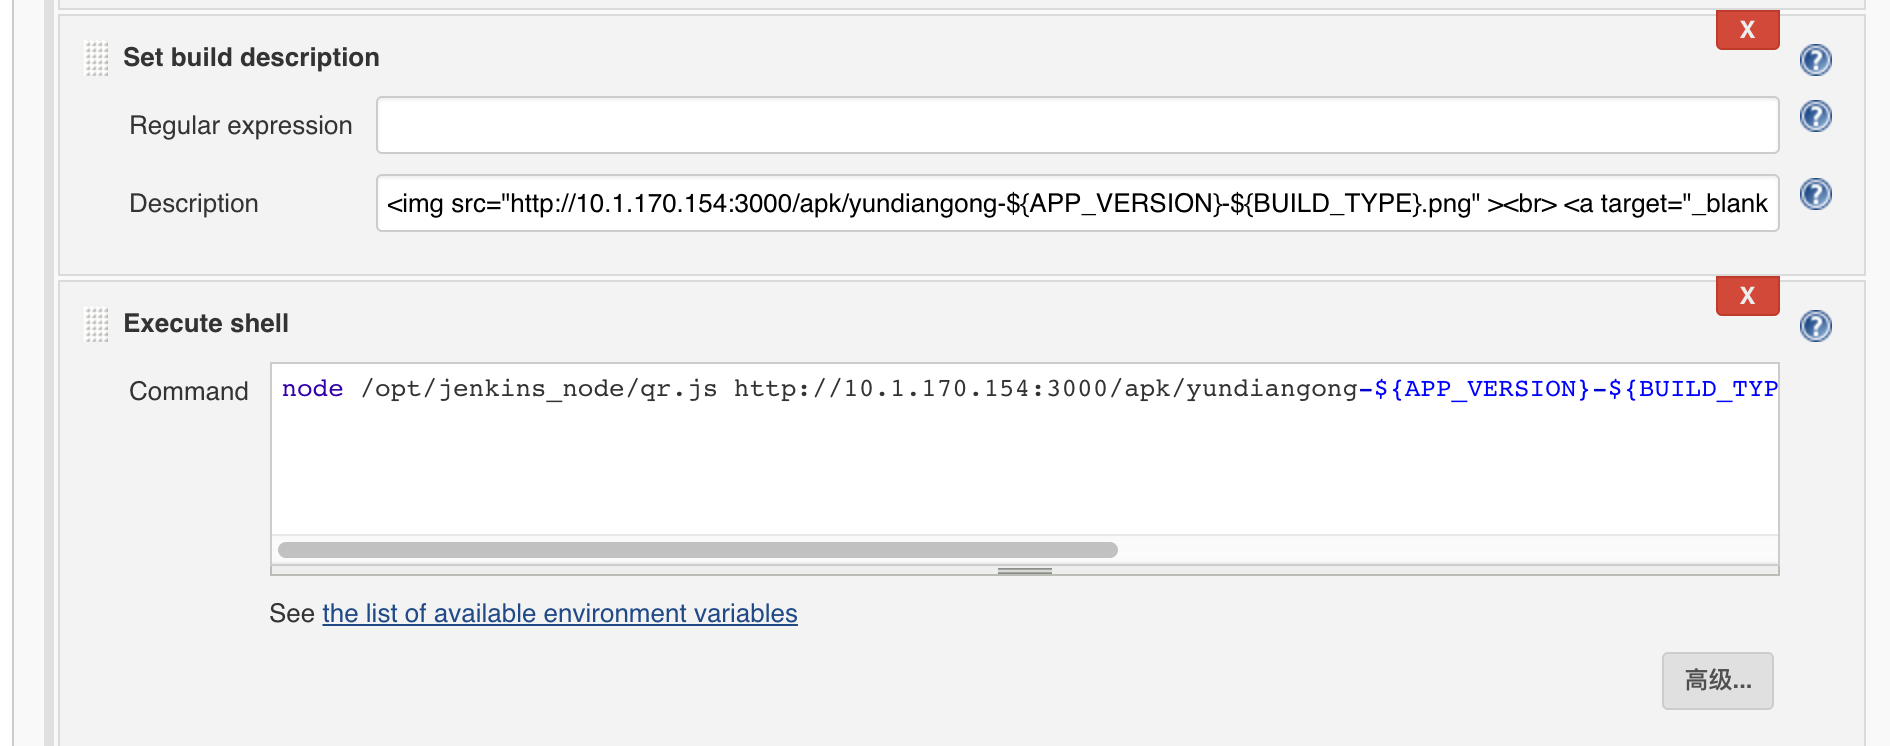 X
Set build description
?
Regular expression
?
Description <img src="http://10.1.170.154:3000/apk/yundiangong-${APP_VERSION}-${BUILD_TYPE}.png" ><br> <a target="_blank
?
X
Execute shell
?
Command node /opt/jenkins_node/qr.js http://10.1.170.154:3000/apk/yundiangong-${APP_VERSION}-${BUILD_TYP
See the list of available environment variables
高级...